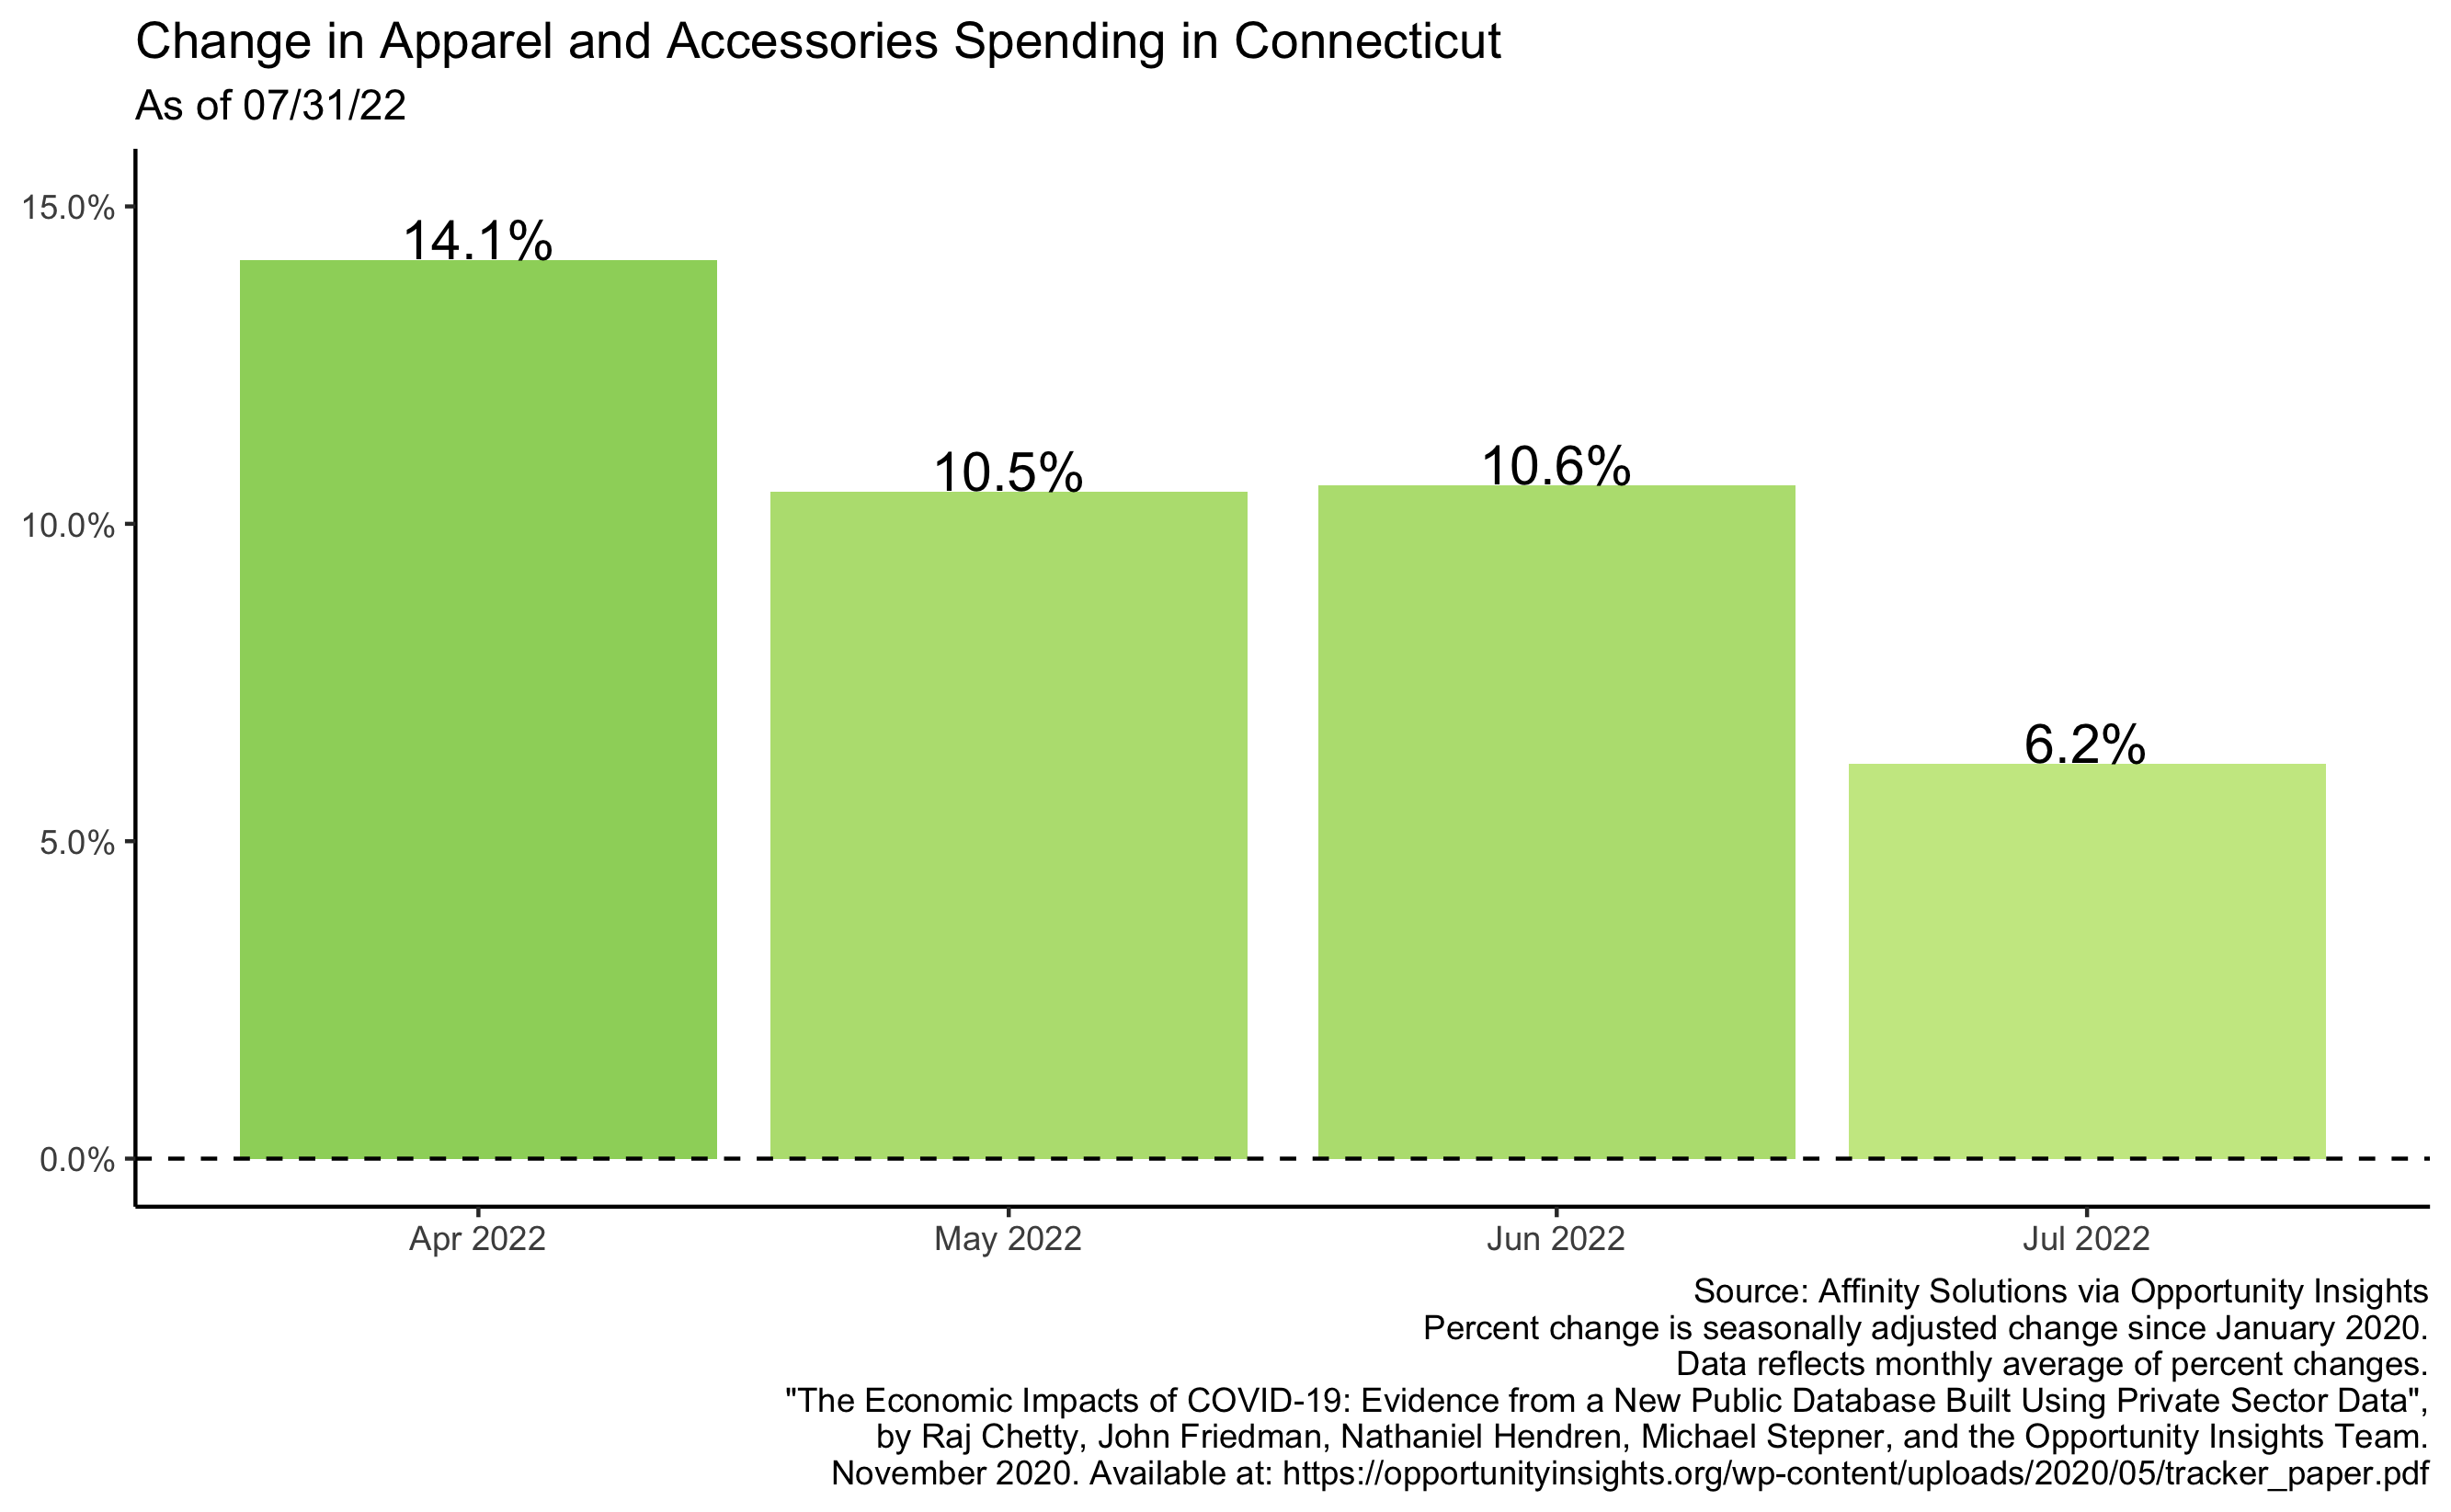 Change in Apparel and Accessories Spending in Connecticut
As of 07/31/22
15.0%
10.0%
5.0%
0.0%
14.1%
10.5%
10.6%
6.2%
Apr 2022
May 2022
Jun 2022
Jul 2022
Source: Affinity Solutions via Opportunity Insights
Percent change is seasonally adjusted change since January 2020.
Data reflects monthly average of percent changes.
"The Economic Impacts of COVID-19: Evidence from a New Public Database Built Using Private Sector Data",
by Raj Chetty, John Friedman, Nathaniel Hendren, Michael Stepner, and the Opportunity Insights Team.
November 2020. Available at: https://opportunityinsights.org/wp-content/uploads/2020/05/tracker_paper.pdf